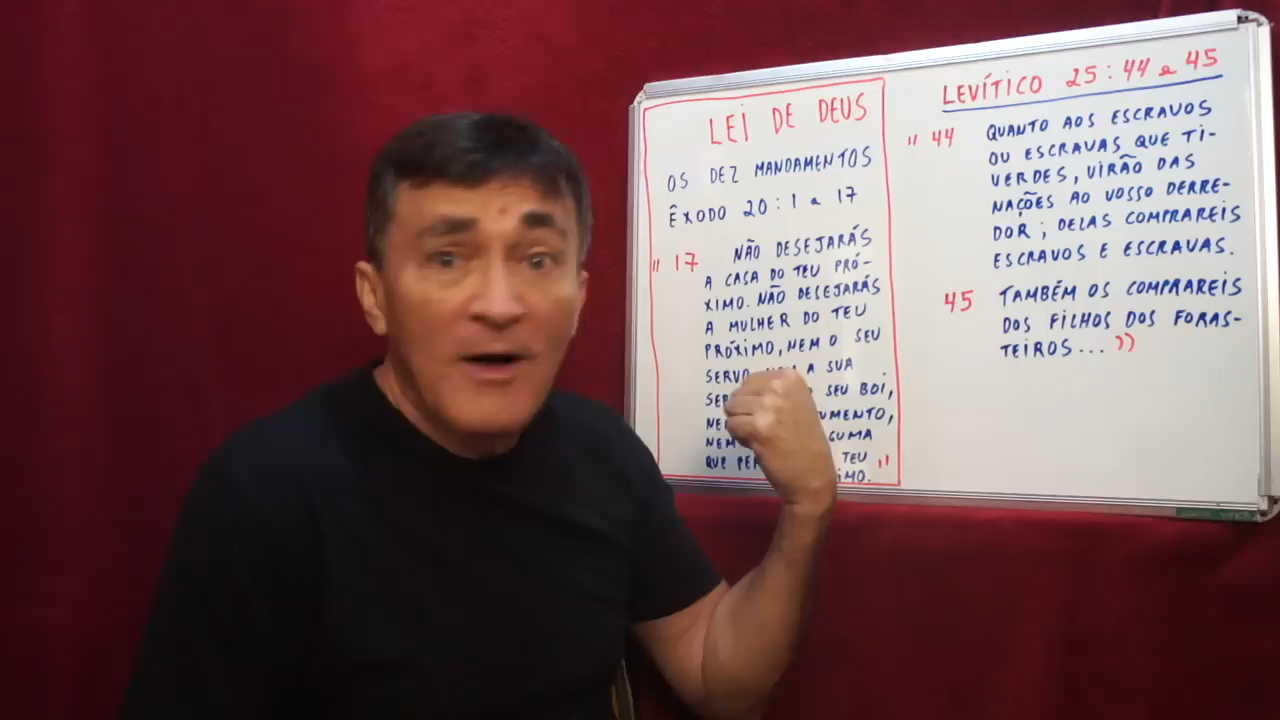 LEI DE DEUS
OS DEZ MANDAMENTOS
ÊXODO 20:1 a 17
" 17 NÃO DESEJARÁS
A CASA DO TEU PRÓ-
XIMO. NÃO DESEJARÁS
A MULHER DO TEU
PRÓXIMO, NEM O SEU
SERVO A SUA
SEU BOI,
NEM
QUE TEU
LEVÍTICO 25:44 e 45
" 44 QUANTO AOS ESCRAVOS
OU ESCRAVAS QUE TI-
VERDES, VIRÃO DAS
NAÇÕES AO VOSSO DERRE-
DOR; DELAS COMPRAREIS
ESCRAVOS E ESCRAVAS.
45 TAMBÉM OS COMPRAREIS
DOS FILHOS DOS FORAS-
TEIROS... "